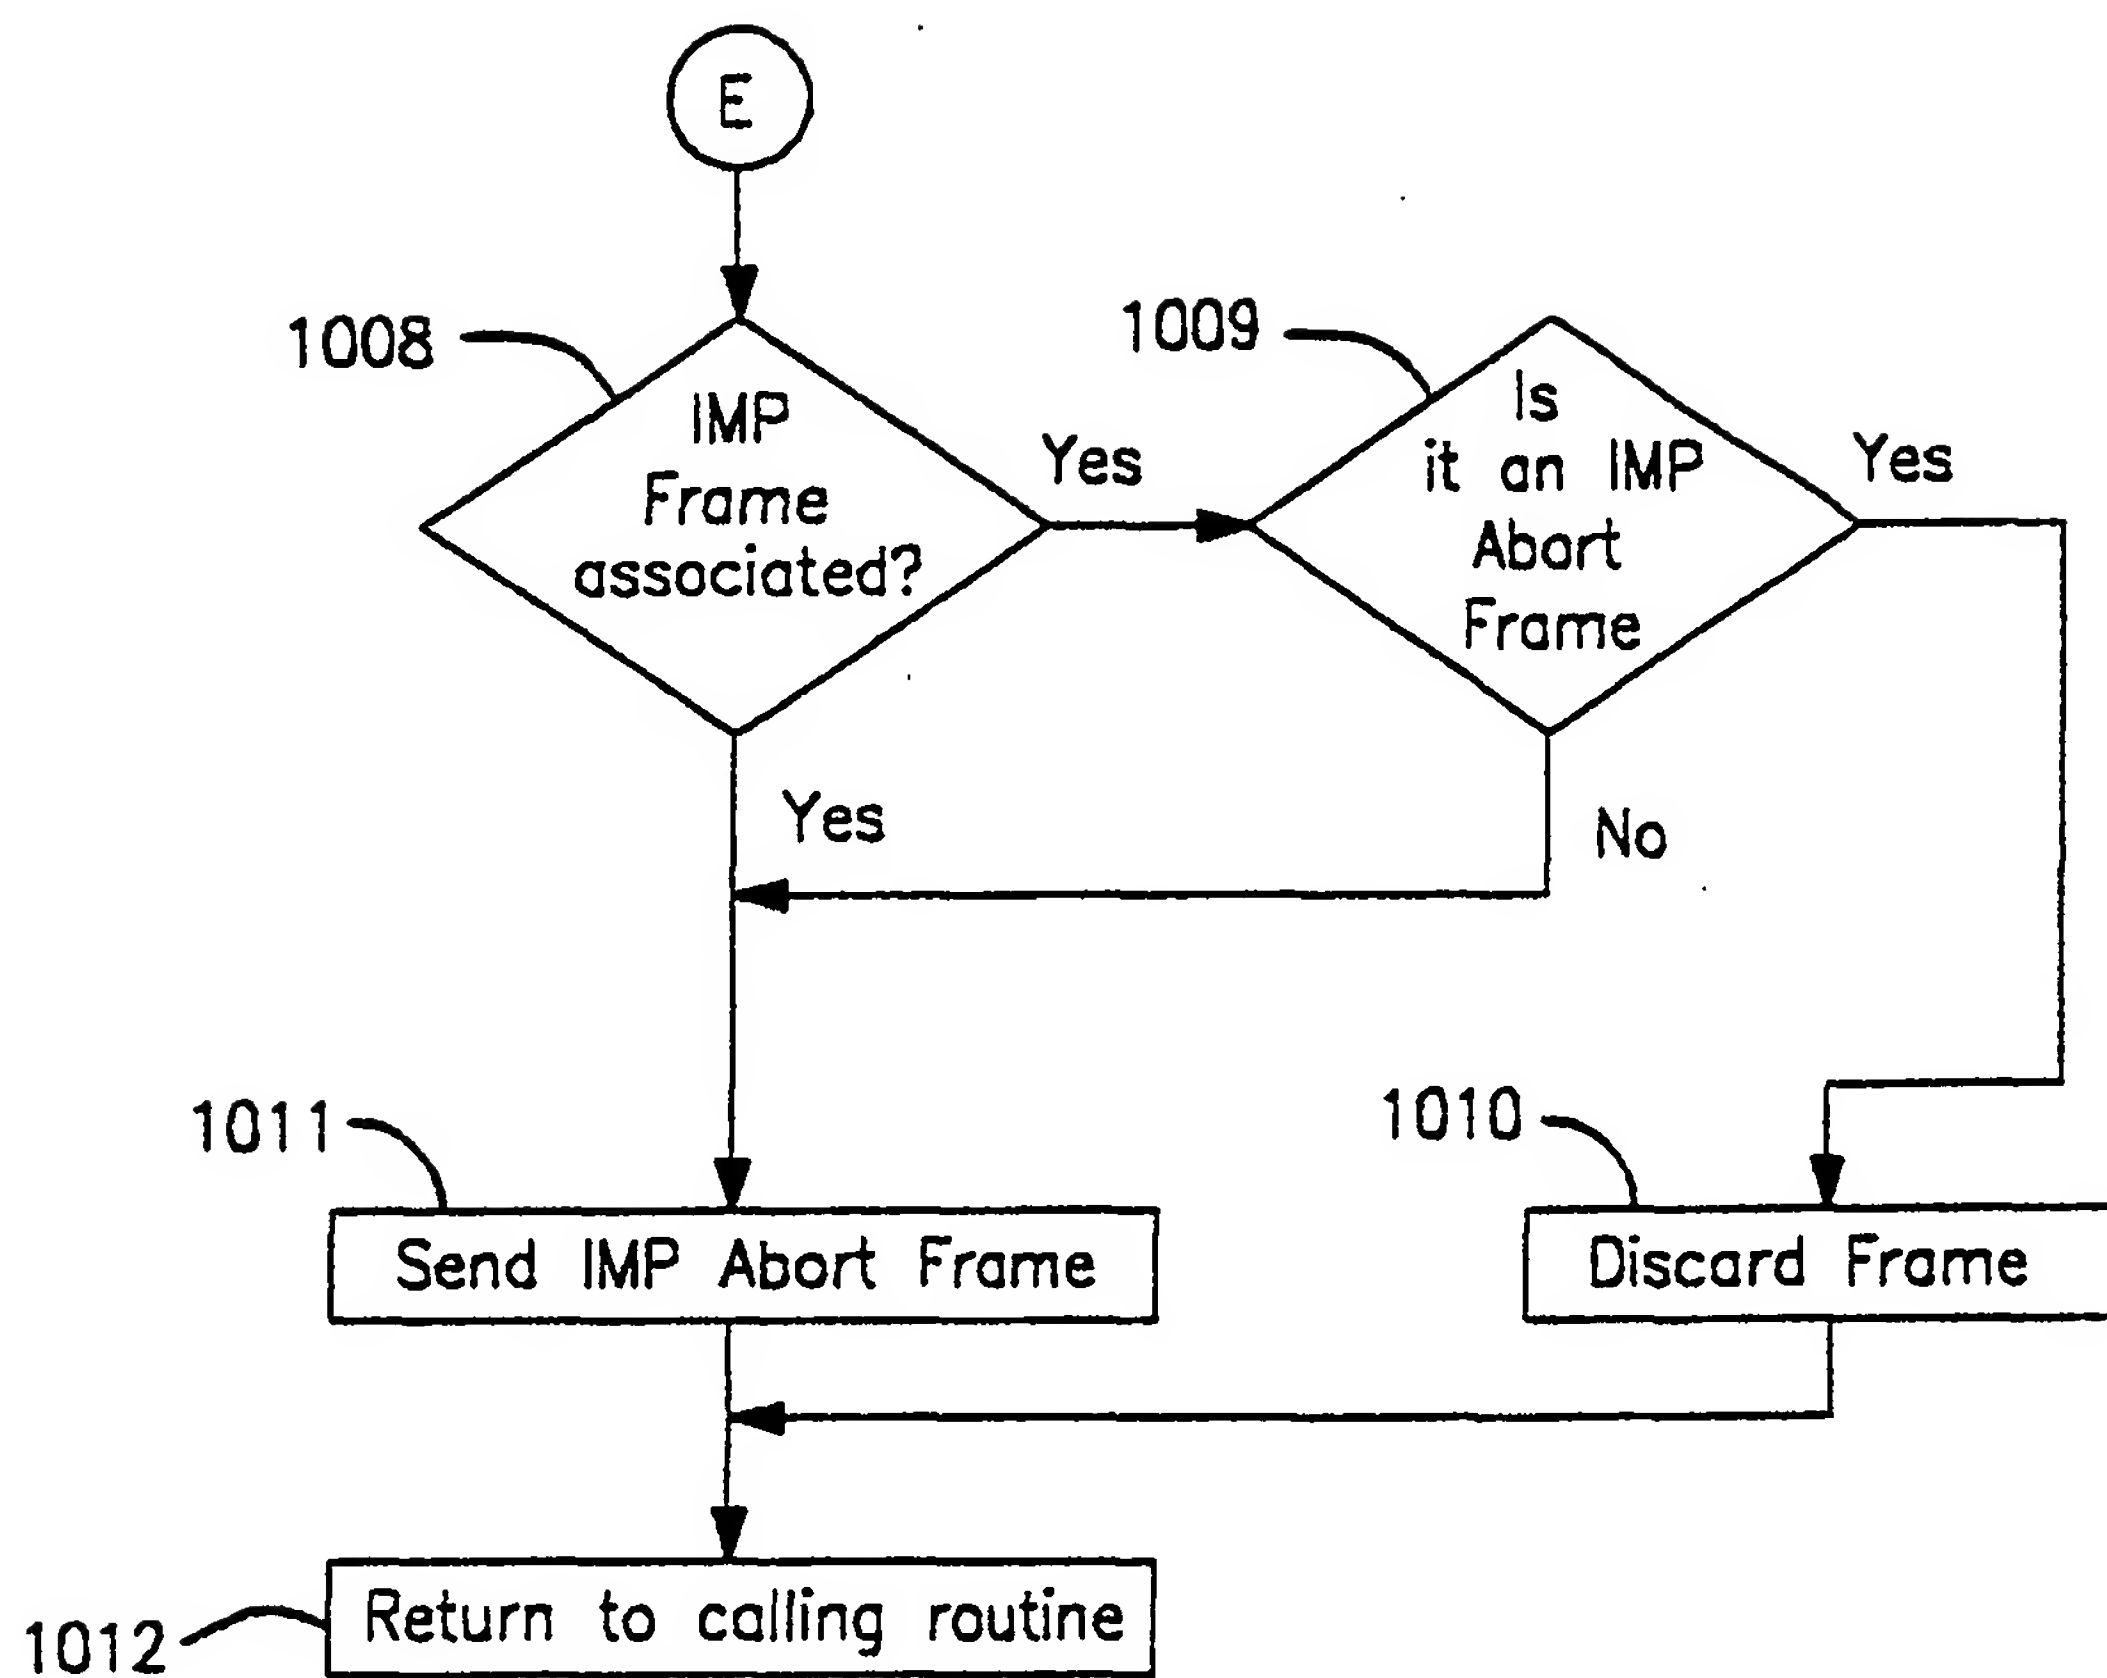 E
1008
IMP
Frame
associated?
Yes
1009
Is
it an IMP
Abort
Frame
Yes
Yes
No
1011
Send IMP Abort Frame
1010
Discard Frame
1012
Return to calling routine